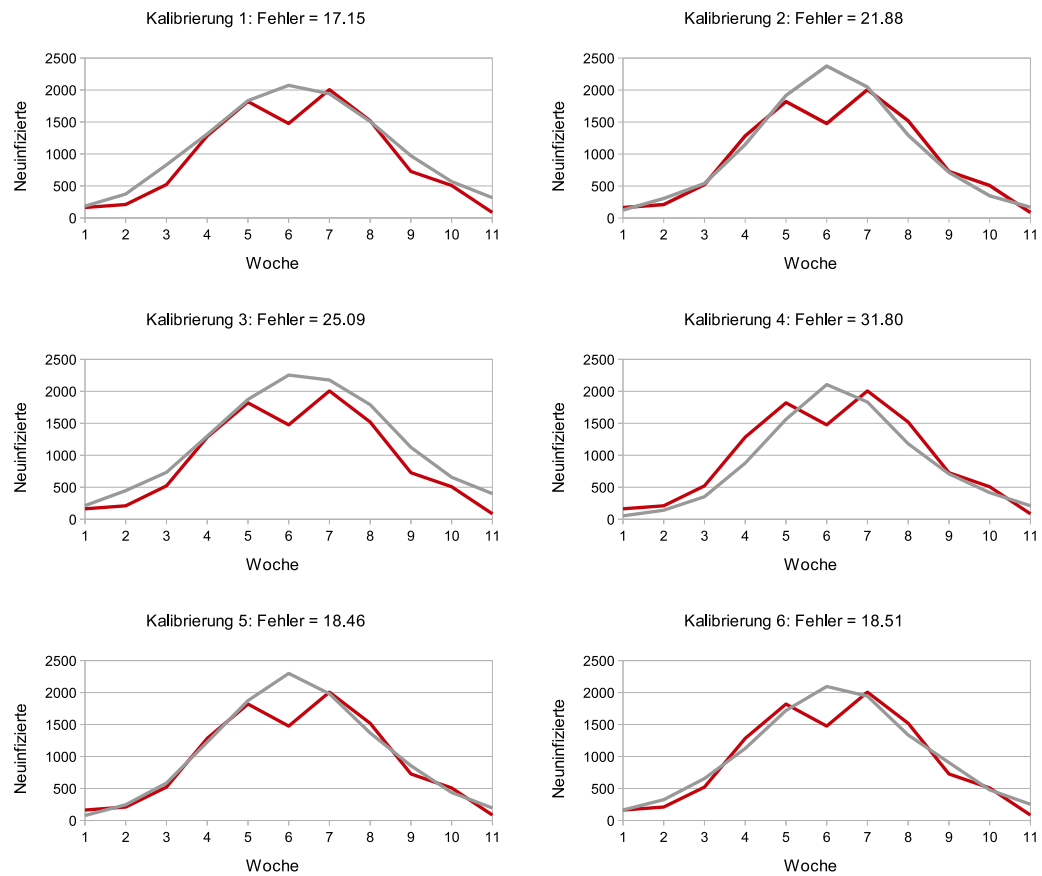 Kalibrierung 1: Fehler = 17.15
Neuinfizierte
2500
2000
1500
1000
500
0
1 2 3 4 5 6 7 8 9 10 11
Woche
Kalibrierung 2: Fehler = 21.88
Neuinfizierte
2500
2000
1500
1000
500
0
1 2 3 4 5 6 7 8 9 10 11
Woche
Kalibrierung 3: Fehler = 25.09
Neuinfizierte
2500
2000
1500
1000
500
0
1 2 3 4 5 6 7 8 9 10 11
Woche
Kalibrierung 4: Fehler = 31.80
Neuinfizierte
2500
2000
1500
1000
500
0
1 2 3 4 5 6 7 8 9 10 11
Woche
Kalibrierung 5: Fehler = 18.46
Neuinfizierte
2500
2000
1500
1000
500
0
1 2 3 4 5 6 7 8 9 10 11
Woche
Kalibrierung 6: Fehler = 18.51
Neuninfizierte
2500
2000
1500
1000
500
0
1 2 3 4 5 6 7 8 9 10 11
Woche